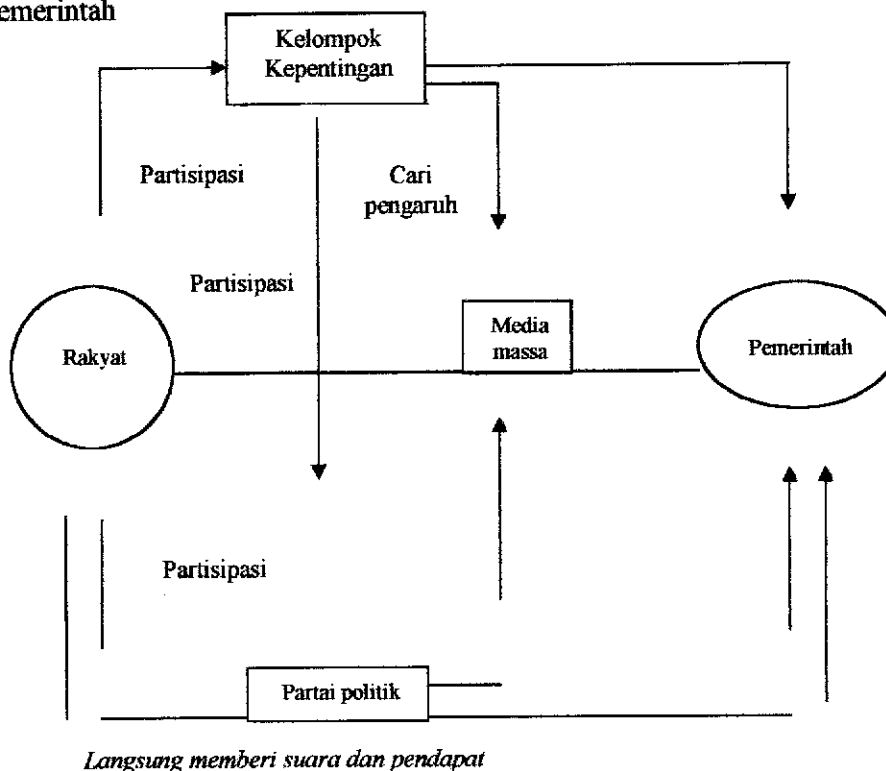 emerintah
Kelompok
Kepentingan
Partisipasi
Cari
pengaruh
Partisipasi
Rakyat
Media
massa
Pemerintah
Partisipasi
Partai politik
Langsung memberi suara dan pendapat